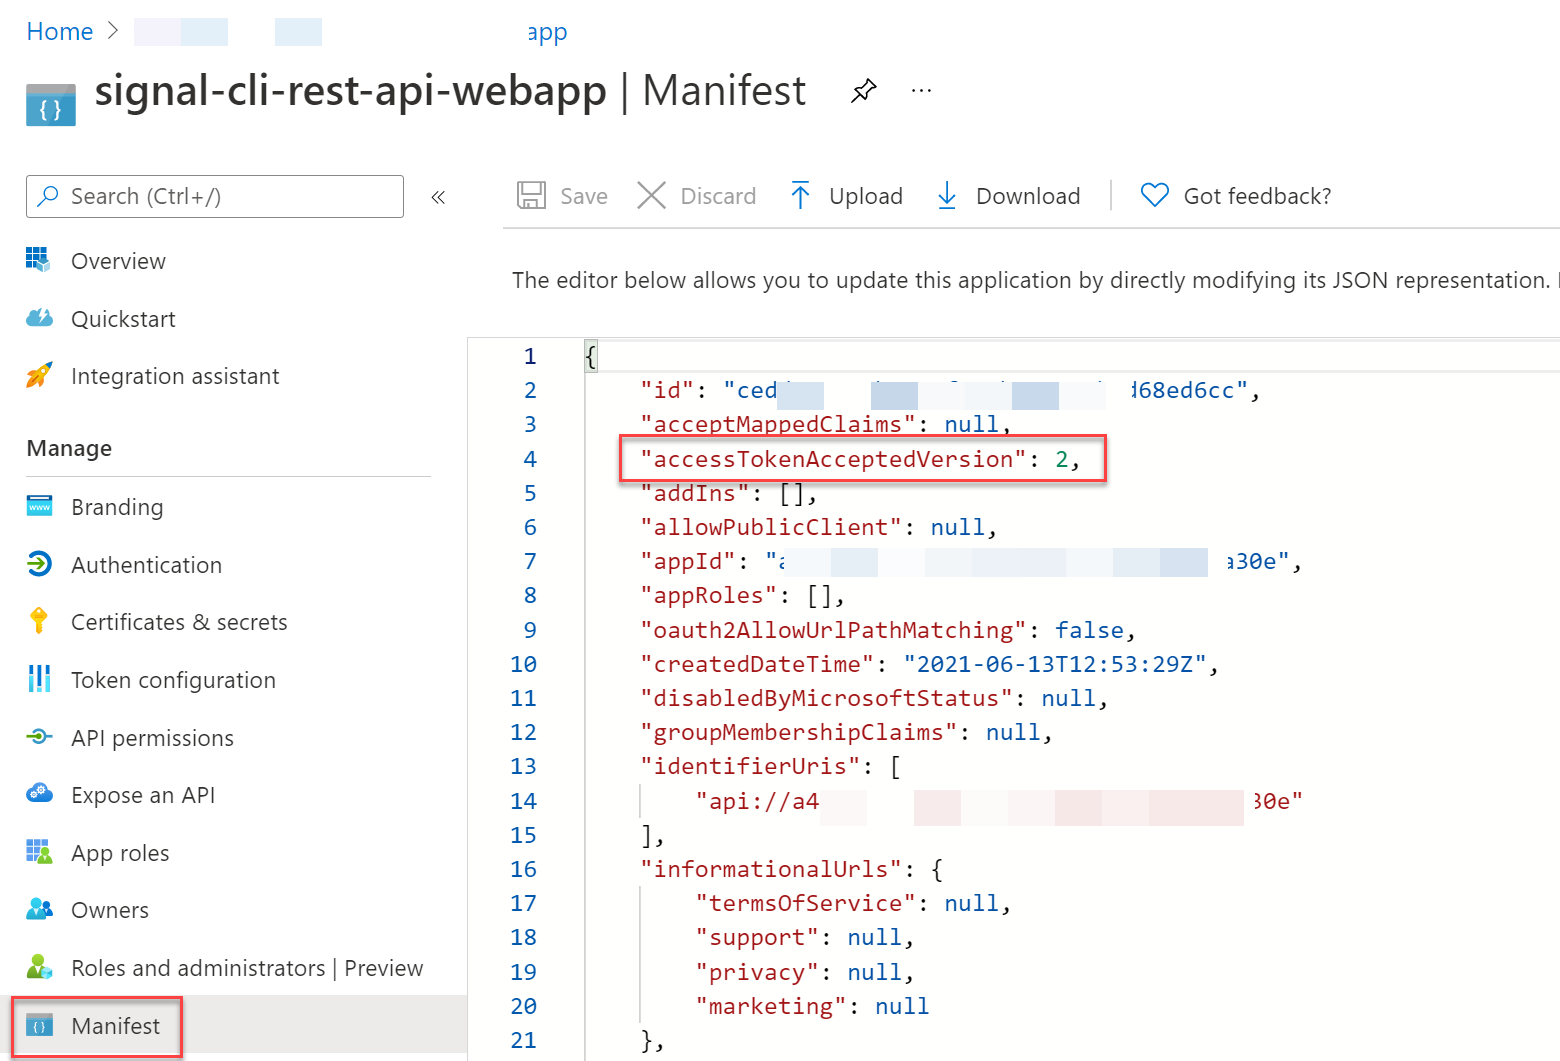 Home > app
signal-cli-rest-api-webapp | Manifest ...
Search (Ctrl+/) «
Overview
Quickstart
Integration assistant
Manage
Branding
Authentication
Certificates & secrets
Token configuration
API permissions
Expose an API
App roles
Owners
Roles and administrators | Preview
Manifest
Save Discard Upload Download Got feedback?
The editor below allows you to update this application by directly modifying its JSON representation.
1 {
2 "id": "ced d68ed6cc",
3 "acceptMappedClaims": null,
4 "accessTokenAcceptedVersion": 2,
5 "addIns": [],
6 "allowPublicClient": null,
7 "appId": "a a30e",
8 "appRoles": [],
9 "oauth2AllowUrlPathMatching": false,
10 "createdDateTime": "2021-06-13T12:53:29Z",
11 "disabledByMicrosoftStatus": null,
12 "groupMembershipClaims": null,
13 "identifierUris": [
14 "api://a4 30e"
15 ],
16 "informationalUrls": {
17 "termsOfService": null,
18 "support": null,
19 "privacy": null,
20 "marketing": null
21 },